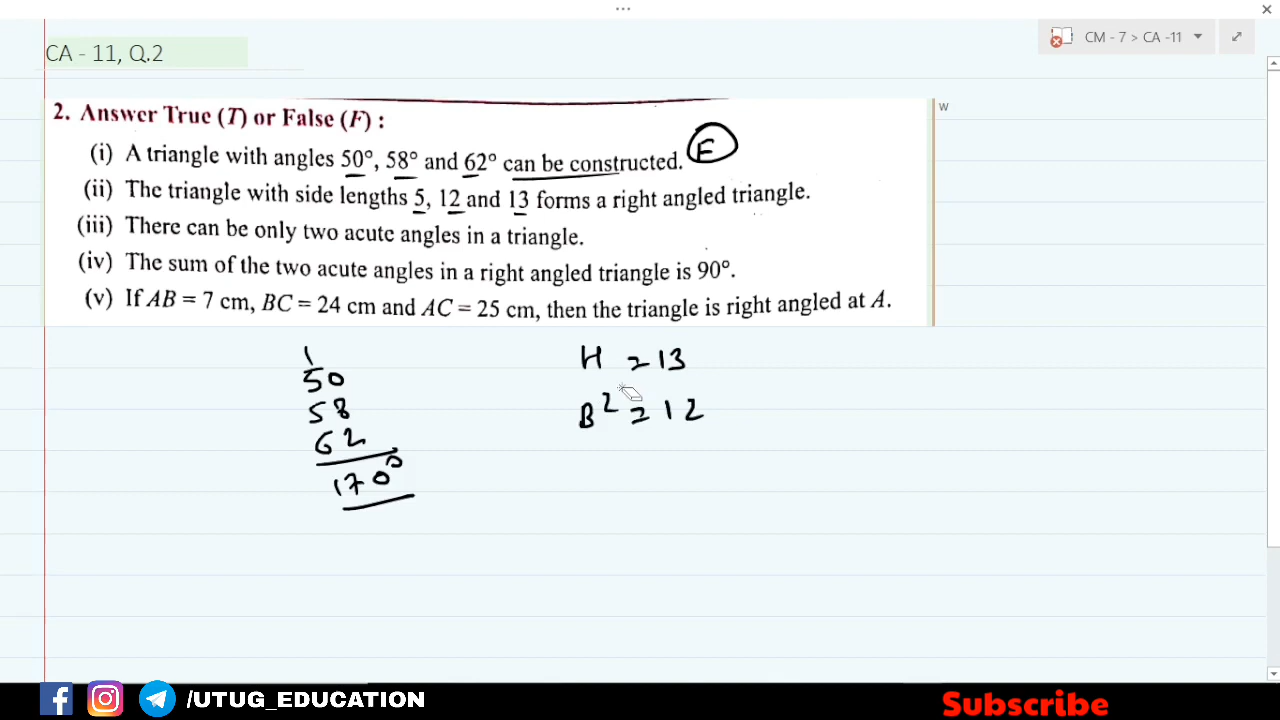 CA - 11, Q.2
CM - 7 > CA -11
2. Answer True (T) or False (F) :
w
(i) A triangle with angles 50°, 58° and 62° can be constructed. F
(ii) The triangle with side lengths 5, 12 and 13 forms a right angled triangle.
(iii) There can be only two acute angles in a triangle.
(iv) The sum of the two acute angles in a right angled triangle is 90°.
(v) If AB = 7 cm, BC = 24 cm and AC = 25 cm, then the triangle is right angled at A.
1
50
58
62
170°
H = 13
B² = 12
/UTUG_EDUCATION
Subscribe